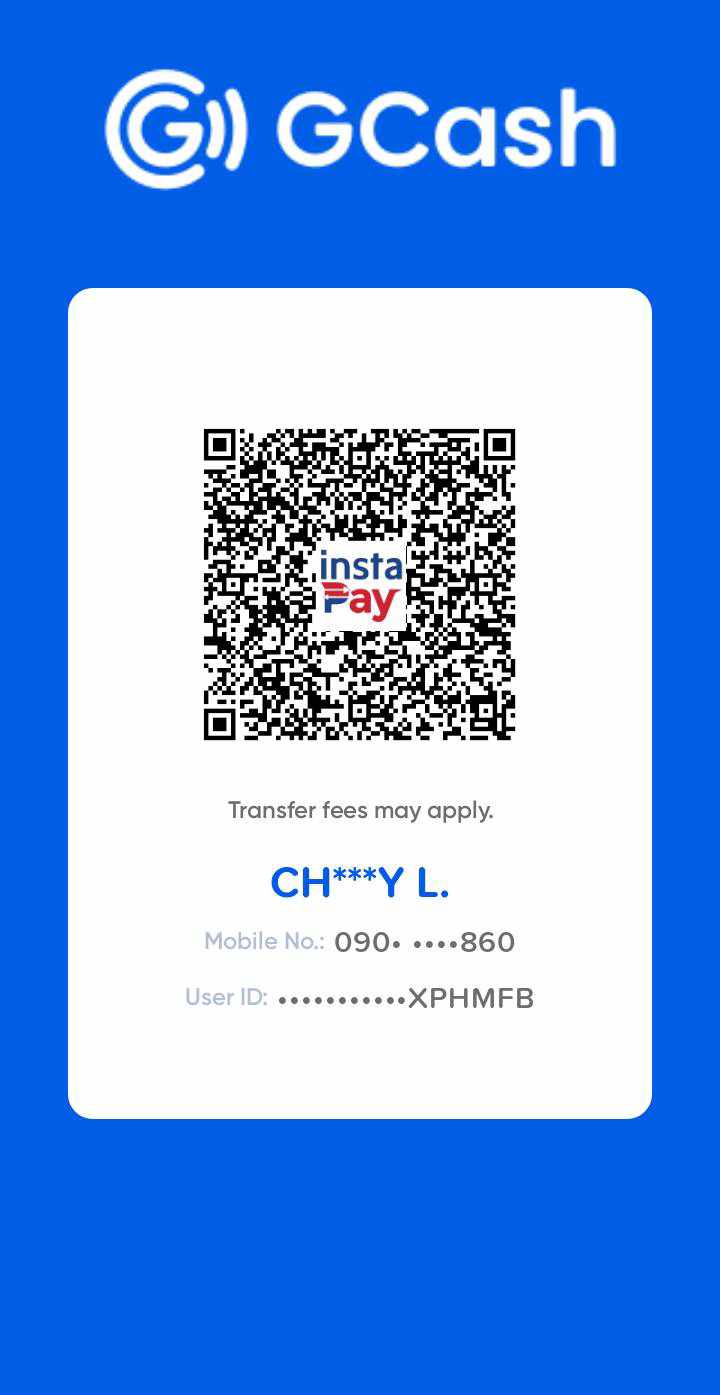 GCash
insta
Pay
Transfer fees may apply.
CH***Y L.
Mobile No.: 090• ••••860
User ID: •••••••••••XPHMFB